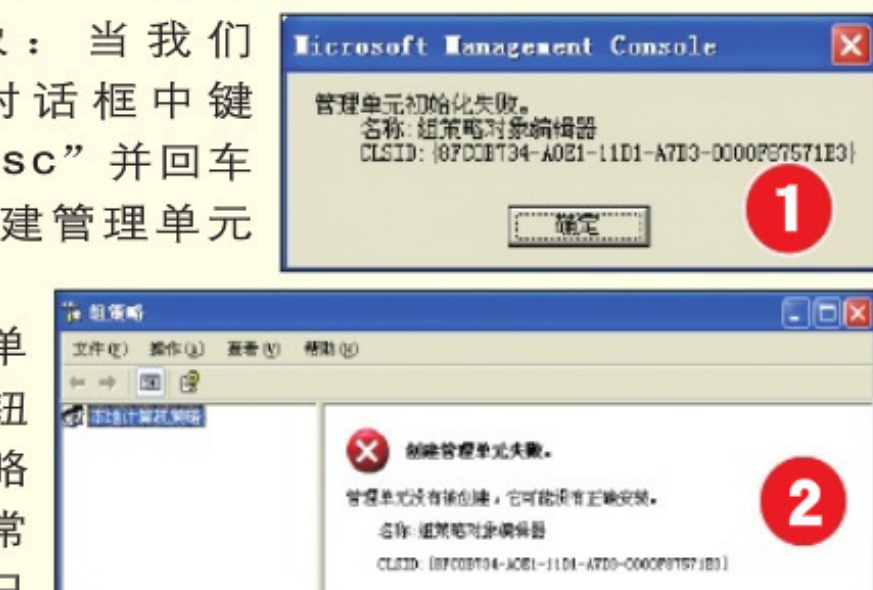 象：当我们
对话框中键
sc”并回车
建管理单元
单
钮
略
常
Microsoft Management Console
管理单元初始化失败。
名称:组策略对象编辑器
CLSID: {8FC0B734-A0E1-11D1-A7D3-0000F87571E3}
确定
1
组策略
文件(F) 操作(A) 查看(V) 帮助(H)
本地计算机策略
创建管理单元失败。
管理单元没有被创建，它可能没有正确安装。
名称:组策略对象编辑器
CLSID: {8FC0B734-A0E1-11D1-A7D3-0000F87571E3}
2